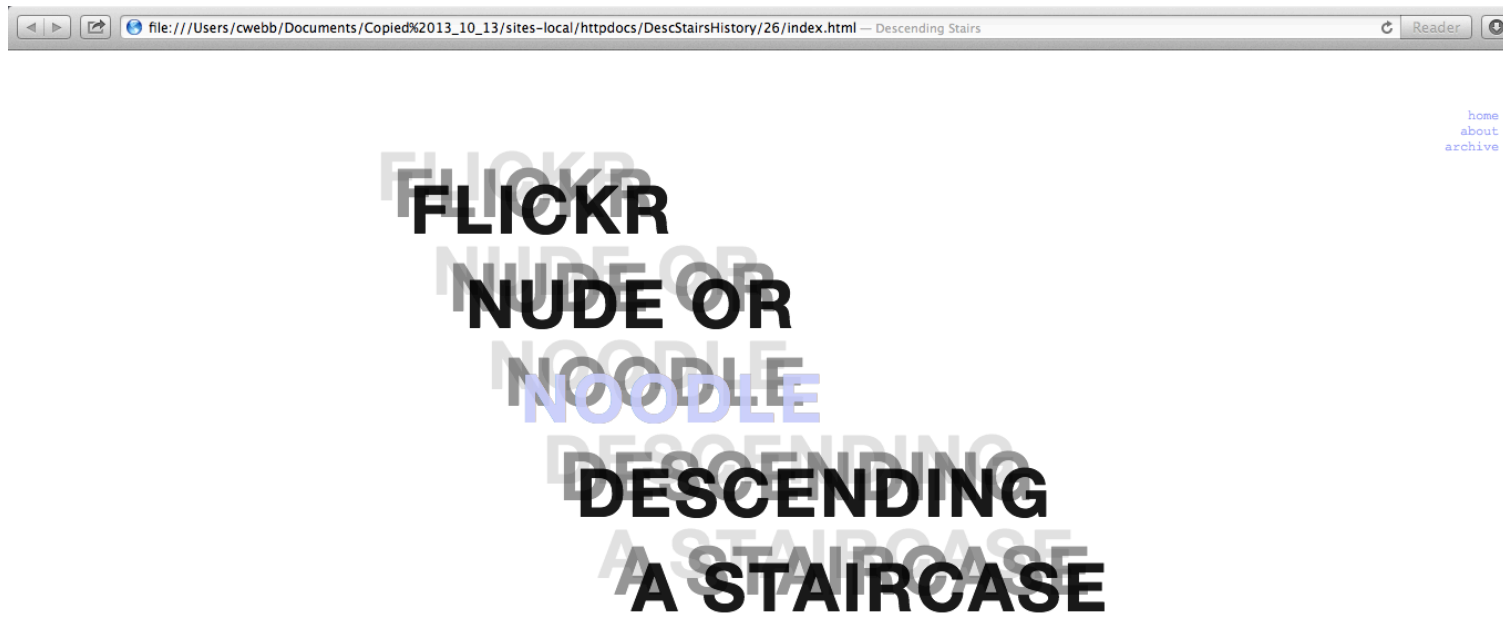 file:///Users/cwebb/Documents/Copied%2013_10_13/sites-local/httpdocs/DescStairsHistory/26/index.html — Descending Stairs
Reader
home
about
archive
FLICKR
NUDE OR
NOODLE
DESCENDING
A STAIRCASE